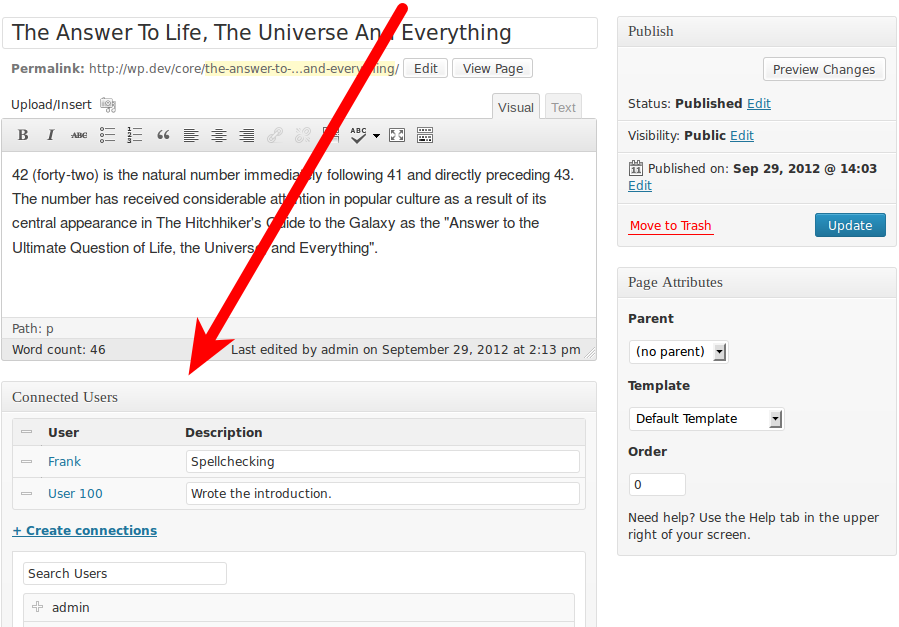 The Answer To Life, The Universe And Everything
Permalink: http://wp.dev/core/the-answer-to-...and-everything/ Edit View Page
Upload/Insert
Visual Text
B I ABC ABC
42 (forty-two) is the natural number immediately following 41 and directly preceding 43.
The number has received considerable attention in popular culture as a result of its
central appearance in The Hitchhiker's Guide to the Galaxy as the "Answer to the
Ultimate Question of Life, the Universe and Everything".
Path: p
Word count: 46 Last edited by admin on September 29, 2012 at 2:13 pm
Connected Users
User Description
Frank Spellchecking
User 100 Wrote the introduction.
+ Create connections
Search Users
admin
Publish
Preview Changes
Status: Published Edit
Visibility: Public Edit
11 Published on: Sep 29, 2012 @ 14:03
Edit
Move to Trash Update
Page Attributes
Parent
(no parent)
Template
Default Template
Order
0
Need help? Use the Help tab in the upper
right of your screen.